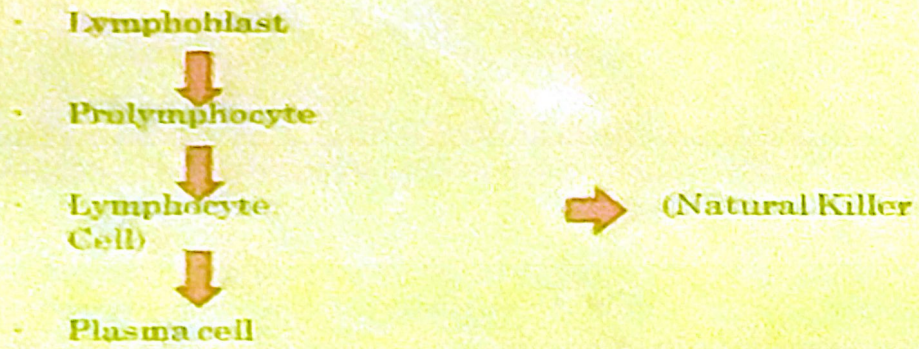 - Lymphoblast
- Prolymphocyte
- Lymphocyte (Natural Killer
Cell)
- Plasma cell